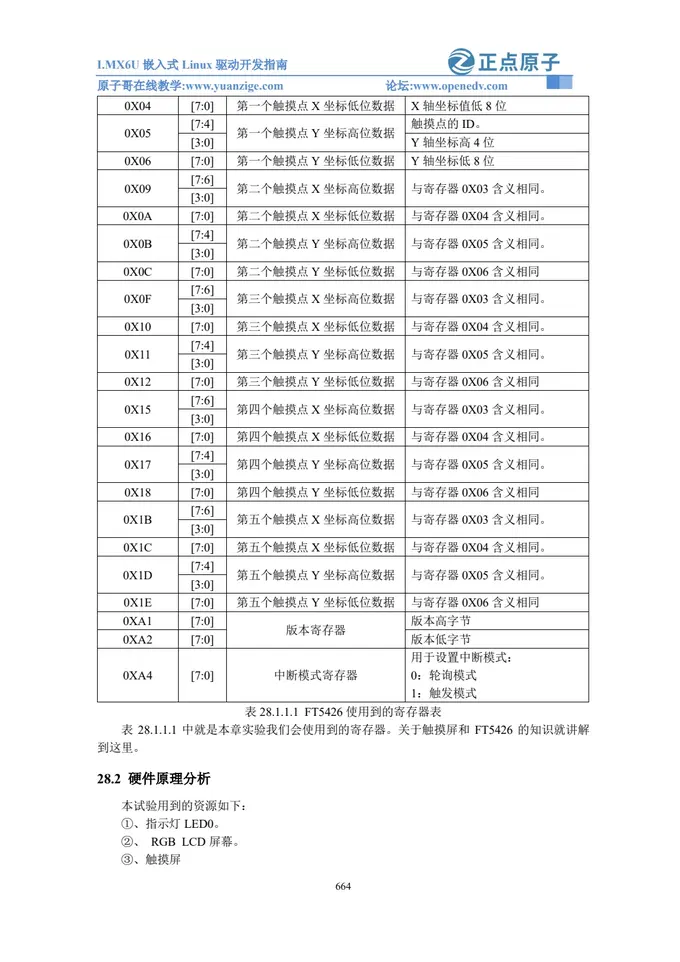 I.MX6U 嵌入式 Linux 驱动开发指南
正点原子
原子哥在线教学:www.yuanzige.com 论坛:www.openedv.com
0X04 [7:0] 第一个触摸点 X 坐标低位数据 X 轴坐标值低 8 位
0X05 [7:4] 第一个触摸点 Y 坐标高位数据 触摸点的 ID。
[3:0] Y 轴坐标高 4 位
0X06 [7:0] 第一个触摸点 Y 坐标低位数据 Y 轴坐标低 8 位
0X09 [7:6] 第二个触摸点 X 坐标高位数据 与寄存器 0X03 含义相同。
[3:0]
0X0A [7:0] 第二个触摸点 X 坐标低位数据 与寄存器 0X04 含义相同。
0X0B [7:4] 第二个触摸点 Y 坐标高位数据 与寄存器 0X05 含义相同。
[3:0]
0X0C [7:0] 第二个触摸点 Y 坐标低位数据 与寄存器 0X06 含义相同
0X0F [7:6] 第三个触摸点 X 坐标高位数据 与寄存器 0X03 含义相同。
[3:0]
0X10 [7:0] 第三个触摸点 X 坐标低位数据 与寄存器 0X04 含义相同。
0X11 [7:4] 第三个触摸点 Y 坐标高位数据 与寄存器 0X05 含义相同。
[3:0]
0X12 [7:0] 第三个触摸点 Y 坐标低位数据 与寄存器 0X06 含义相同
0X15 [7:6] 第四个触摸点 X 坐标高位数据 与寄存器 0X03 含义相同。
[3:0]
0X16 [7:0] 第四个触摸点 X 坐标低位数据 与寄存器 0X04 含义相同。
0X17 [7:4] 第四个触摸点 Y 坐标高位数据 与寄存器 0X05 含义相同。
[3:0]
0X18 [7:0] 第四个触摸点 Y 坐标低位数据 与寄存器 0X06 含义相同
0X1B [7:6] 第五个触摸点 X 坐标高位数据 与寄存器 0X03 含义相同。
[3:0]
0X1C [7:0] 第五个触摸点 X 坐标低位数据 与寄存器 0X04 含义相同。
0X1D [7:4] 第五个触摸点 Y 坐标高位数据 与寄存器 0X05 含义相同。
[3:0]
0X1E [7:0] 第五个触摸点 Y 坐标低位数据 与寄存器 0X06 含义相同
0XA1 [7:0] 版本寄存器 版本高字节
0XA2 [7:0] 版本低字节
0XA4 [7:0] 中断模式寄存器 用于设置中断模式：
0：轮询模式
1：触发模式
表 28.1.1.1 FT5426 使用到的寄存器表
表 28.1.1.1 中就是本章实验我们会使用到的寄存器。关于触摸屏和 FT5426 的知识就讲解
到这里。
28.2 硬件原理分析
本试验用到的资源如下：
①、指示灯 LED0。
②、 RGB LCD 屏幕。
③、触摸屏
664